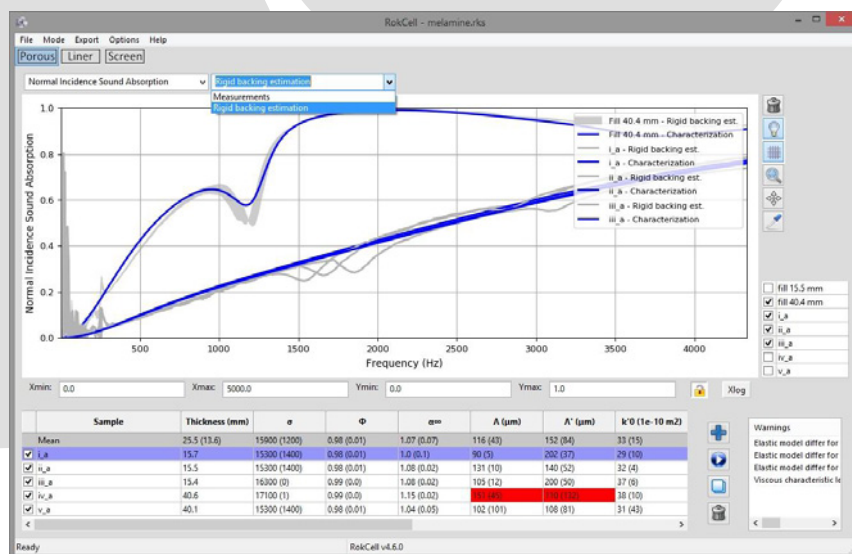 RokCell - melamine.rks
File Mode Export Options Help
Porous Liner Screen
Normal Incidence Sound Absorption
Rigid backing estimation
Measurements
Rigid backing estimation
Normal Incidence Sound Absorption
1.0
0.8
0.6
0.4
0.2
0.0
500 1000 1500 2000 2500 3000 3500 4000
Frequency (Hz)
Fill 40.4 mm - Rigid backing est.
Fill 40.4 mm - Characterization
i_a - Rigid backing est.
i_a - Characterization
ii_a - Rigid backing est.
ii_a - Characterization
iii_a - Rigid backing est.
iii_a - Characterization
fill 15.5 mm
fill 40.4 mm
i_a
ii_a
iii_a
iv_a
v_a
Xmin: 0.0 Xmax: 5000.0 Ymin: 0.0 Ymax: 1.0 Xlog
Sample Thickness (mm) σ Φ α∞ Λ (μm) Λ' (μm) k'0 (1e-10 m2)
Mean 25.5 (13.6) 15900 (1200) 0.98 (0.01) 1.07 (0.07) 116 (43) 152 (84) 33 (15)
i_a 15.7 15300 (1400) 0.98 (0.01) 1.0 (0.1) 90 (5) 202 (37) 29 (10)
ii_a 15.5 15300 (1400) 0.98 (0.01) 1.08 (0.02) 131 (10) 140 (52) 32 (4)
iii_a 15.4 16300 (0) 0.99 (0.0) 1.08 (0.02) 105 (12) 200 (50) 37 (6)
iv_a 40.6 17100 (1) 0.99 (0.0) 1.15 (0.02) 38 (10)
v_a 40.1 15300 (1400) 0.98 (0.01) 1.04 (0.05) 102 (101) 108 (81) 31 (43)
Warnings
Elastic model differ for
Elastic model differ for
Elastic model differ for
Viscous characteristic le
Ready RokCell v4.6.0